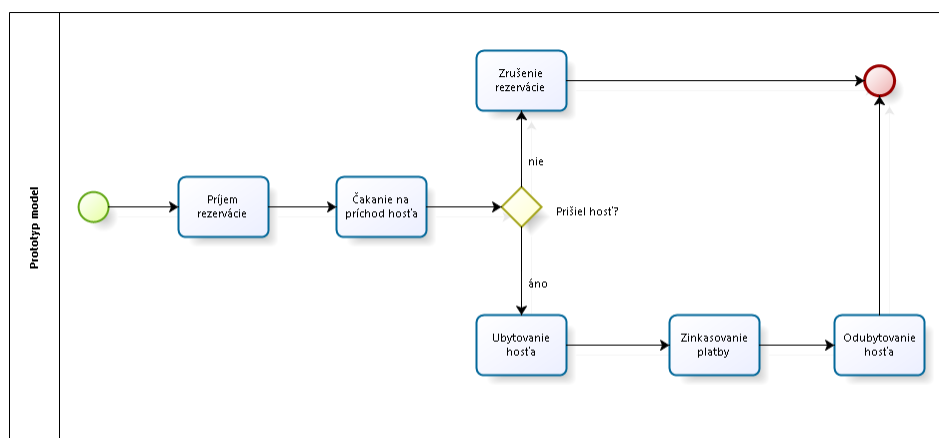 Prototyp model
Príjem
rezervácie
Čakanie na
príchod hosťa
Prišiel hosť?
nie
Zrušenie
rezervácie
áno
Ubytovanie
hosťa
Zinkasovanie
platby
Odubytovanie
hosťa